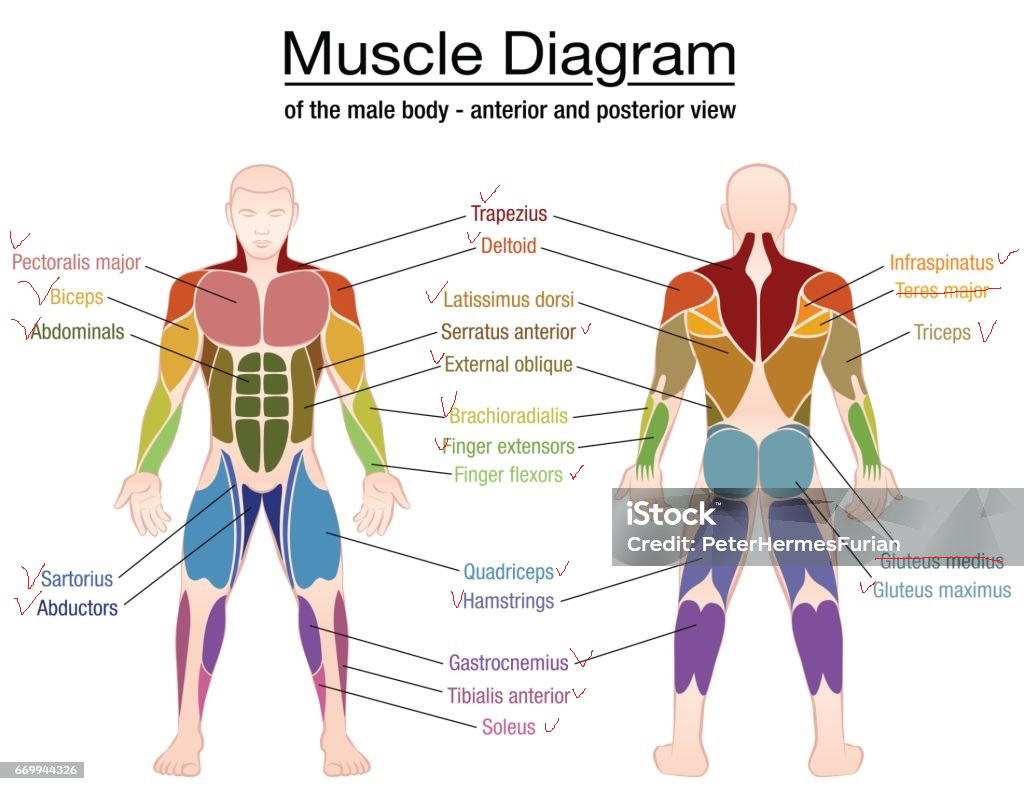 Muscle Diagram
of the male body - anterior and posterior view
Trapezius
Deltoid
Pectoralis major
Infraspinatus
Biceps
Teres major
Latissimus dorsi
Abdominals
Serratus anterior
Triceps
External oblique
Brachioradialis
Finger extensors
Finger flexors
iStock™
Credit: PeterHermesFurian
Gluteus medius
Quadriceps
Sartorius
Gluteus maximus
Hamstrings
Abductors
Gastrocnemius
Tibialis anterior
Soleus
669944326